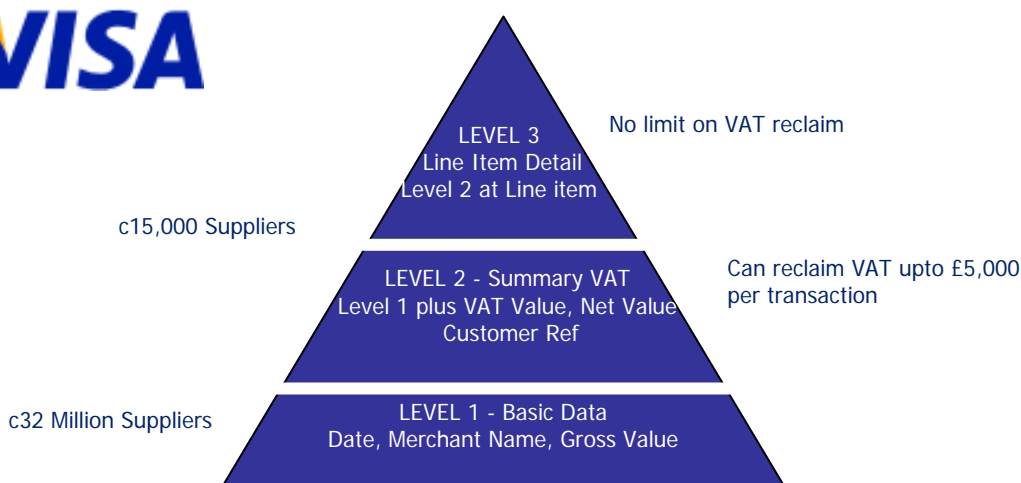 VISA
LEVEL 3
Line Item Detail
Level 2 at Line item
No limit on VAT reclaim
c15,000 Suppliers
LEVEL 2 - Summary VAT
Level 1 plus VAT Value, Net Value
Customer Ref
Can reclaim VAT upto £5,000
per transaction
c32 Million Suppliers
LEVEL 1 - Basic Data
Date, Merchant Name, Gross Value